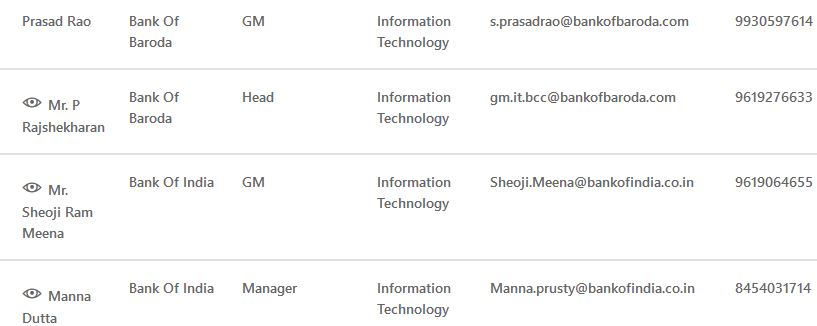 Prasad Rao Bank Of GM Information s.prasadrao@bankofbaroda.com 9930597614
Baroda Technology
Mr. P Bank Of Head Information gm.it.bcc@bankofbaroda.com 9619276633
Rajshekharan Baroda Technology
Mr. Bank Of India GM Information Sheoji.Meena@bankofindia.co.in 9619064655
Sheoji Ram Technology
Meena
Manna Bank Of India Manager Information Manna.prusty@bankofindia.co.in 8454031714
Dutta Technology